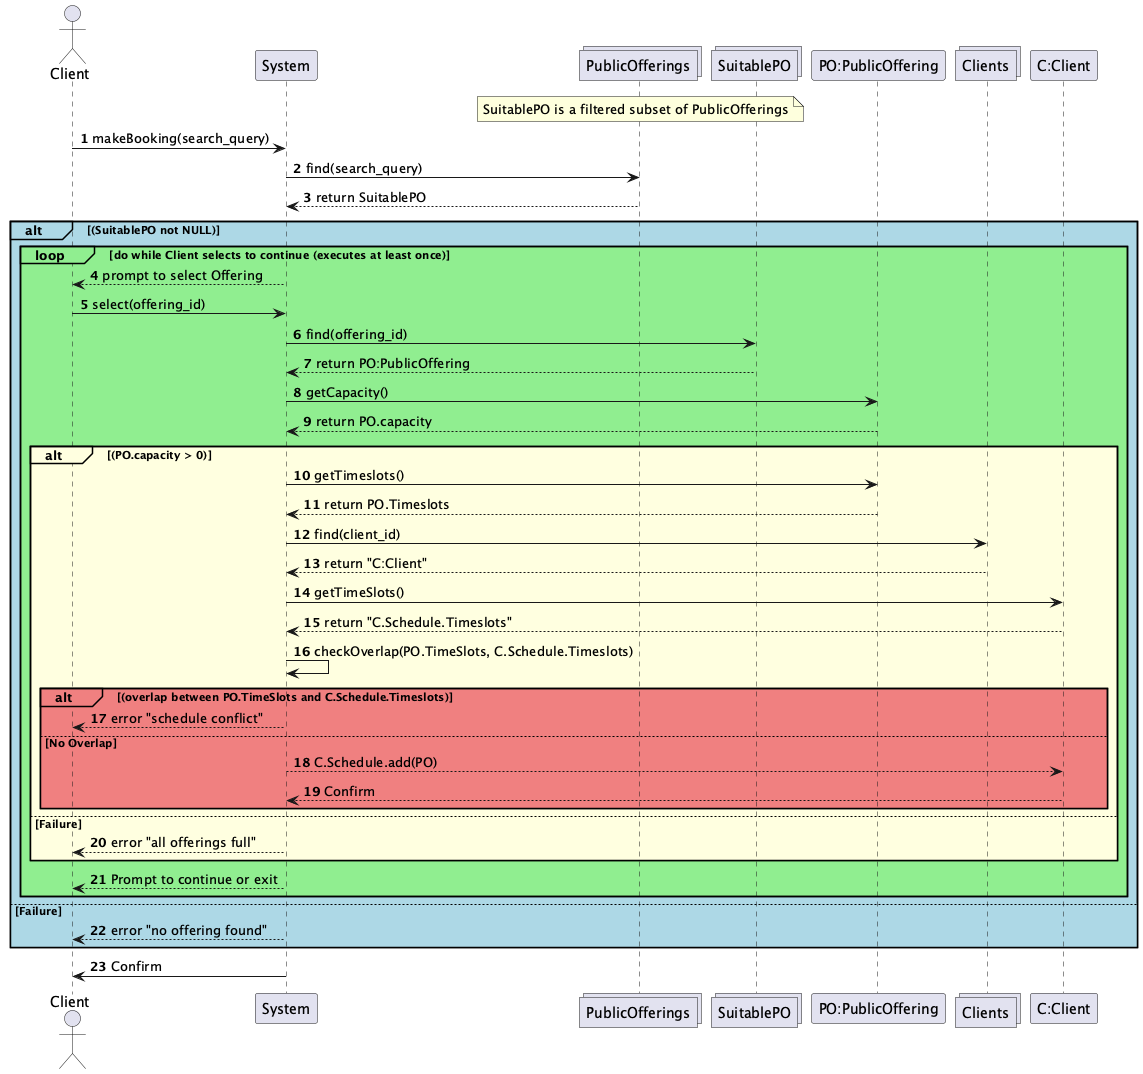 Client
System
PublicOfferings
SuitablePO
PO:PublicOffering
Clients
C:Client
SuitablePO is a filtered subset of PublicOfferings
1 makeBooking(search_query)
2 find(search_query)
3 return SuitablePO
alt [(SuitablePO not NULL)]
loop [do while Client selects to continue (executes at least once)]
4 prompt to select Offering
5 select(offering_id)
6 find(offering_id)
7 return PO:PublicOffering
8 getCapacity()
9 return PO.capacity
alt [(PO.capacity > 0)]
10 getTimeslots()
11 return PO.Timeslots
12 find(client_id)
13 return "C:Client"
14 getTimeSlots()
15 return "C.Schedule.Timeslots"
16 checkOverlap(PO.TimeSlots, C.Schedule.Timeslots)
alt [(overlap between PO.TimeSlots and C.Schedule.Timeslots)]
17 error "schedule conflict"
[No Overlap]
18 C.Schedule.add(PO)
19 Confirm
[Failure]
20 error "all offerings full"
21 Prompt to continue or exit
[Failure]
22 error "no offering found"
23 Confirm
Client
System
PublicOfferings
SuitablePO
PO:PublicOffering
Clients
C:Client